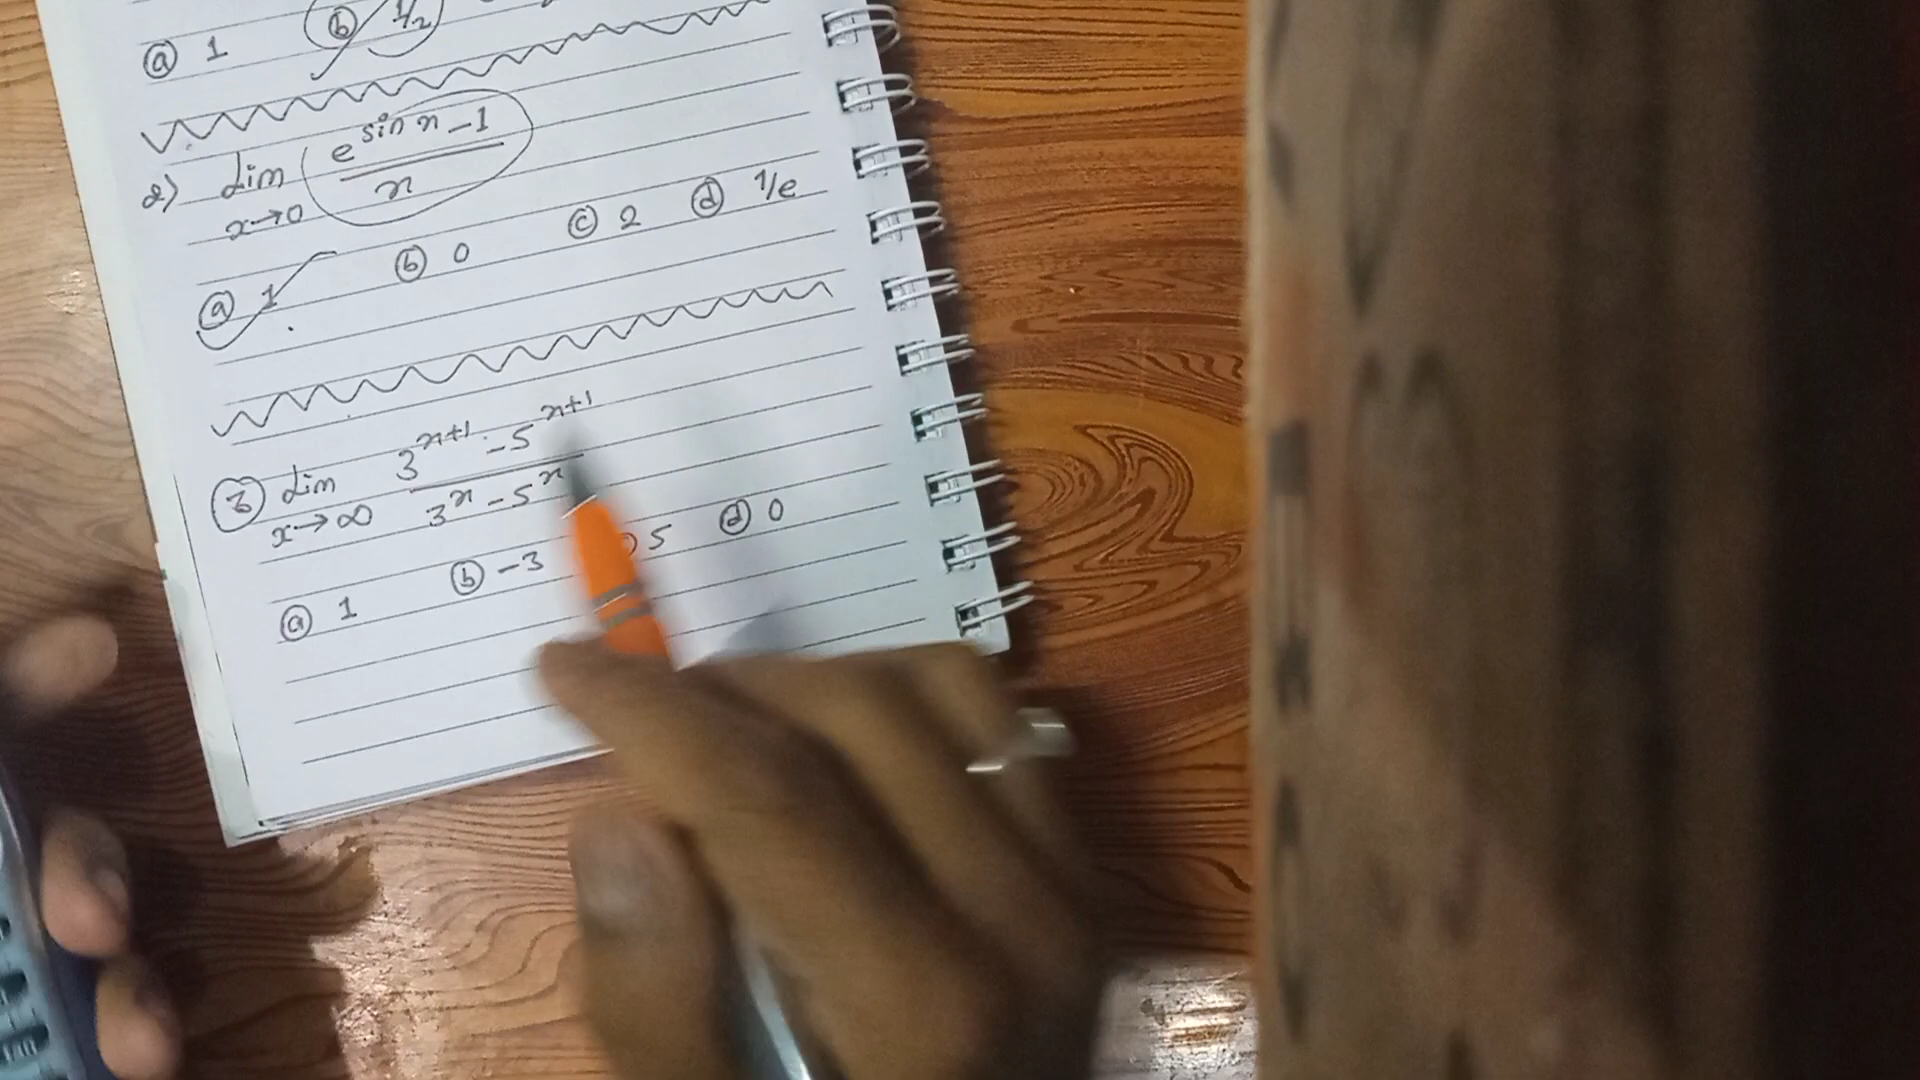 ⓐ 1 ⓑ 1/2
2) Lim e^{sin x - 1}/x
x→0
ⓐ 1 ⓑ 0 ⓒ 2 ⓓ 1/e
③ Lim 3^{x+1} - 5^{x+1} / 3^x - 5^x
x→∞
ⓐ 1 ⓑ -3 5 ⓓ 0